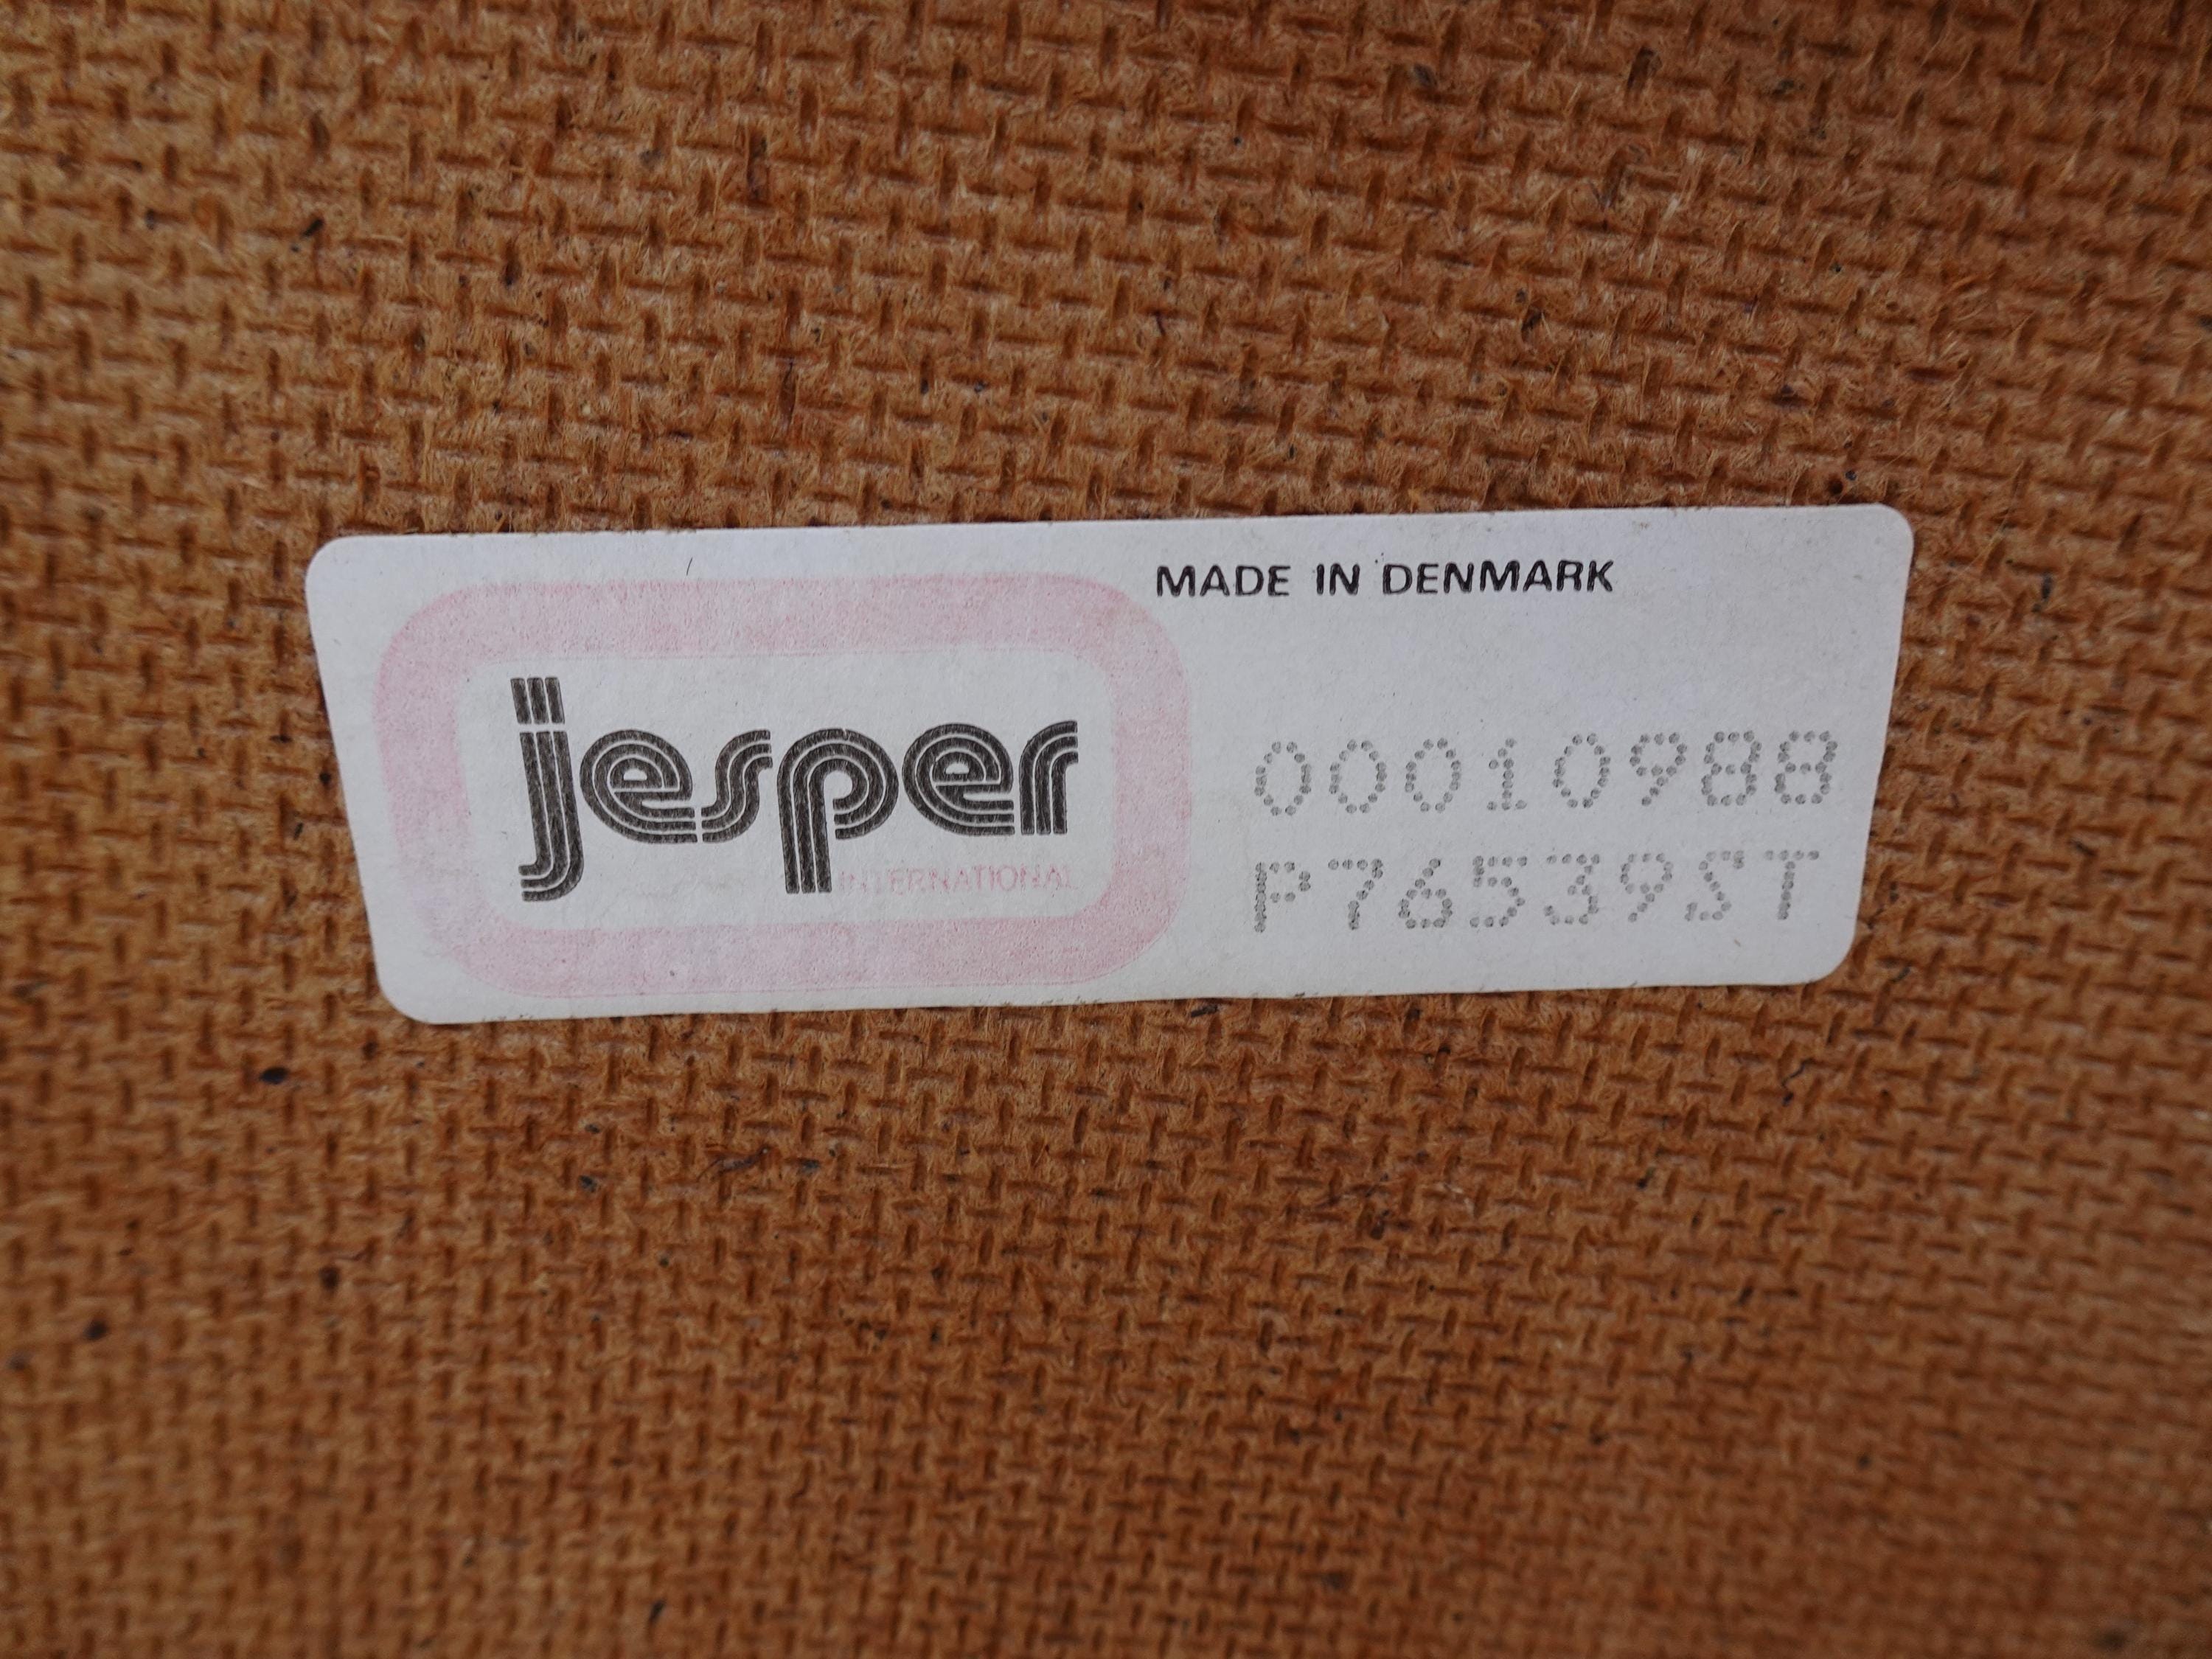 MADE IN DENMARK
jesper
INTERNATIONAL
00010988
P76539ST